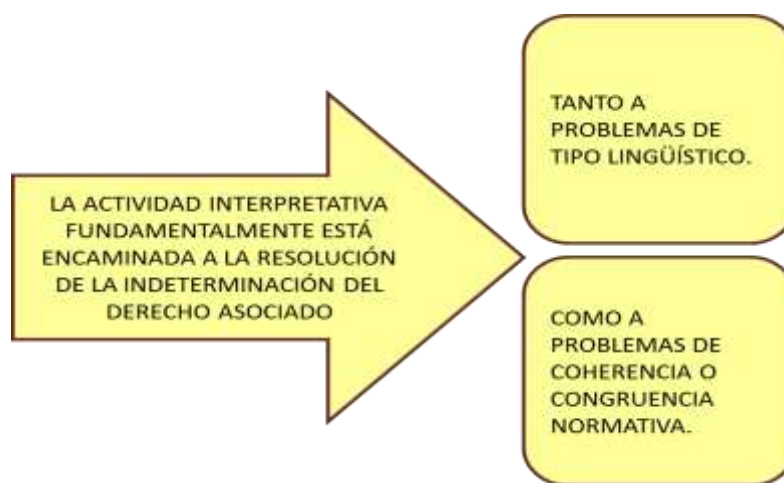 LA ACTIVIDAD INTERPRETATIVA
FUNDAMENTALMENTE ESTÁ
ENCAMINADA A LA RESOLUCIÓN
DE LA INDETERMINACIÓN DEL
DERECHO ASOCIADO
TANTO A
PROBLEMAS DE
TIPO LINGÜÍSTICO.
COMO A
PROBLEMAS DE
COHERENCIA O
CONGRUENCIA
NORMATIVA.